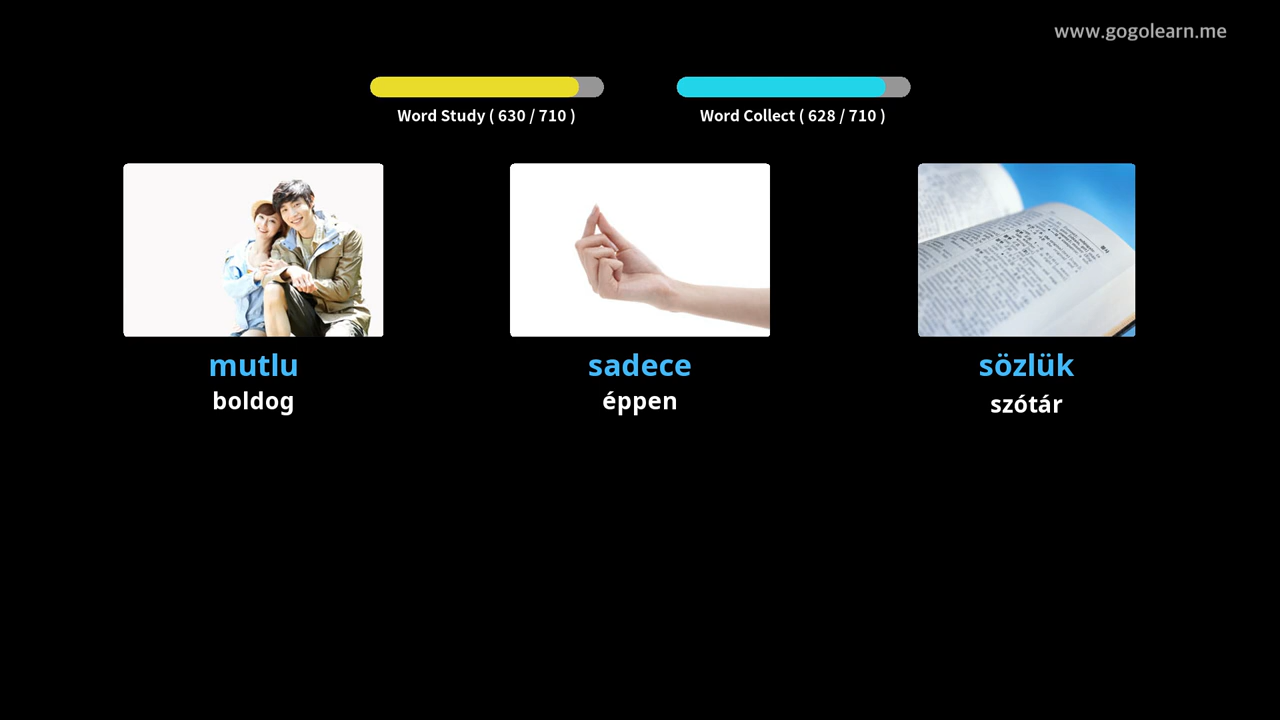 www.gogolearn.me
Word Study ( 630 / 710 )
Word Collect ( 628 / 710 )
mutlu
boldog
sadece
éppen
sözlük
szótár